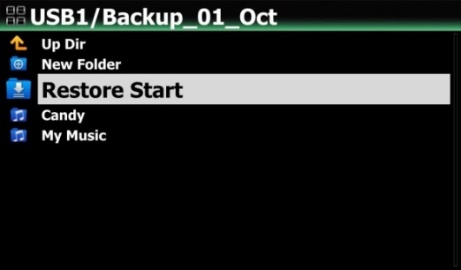 USB1/Backup_01_Oct
Up Dir
New Folder
Restore Start
Candy
My Music